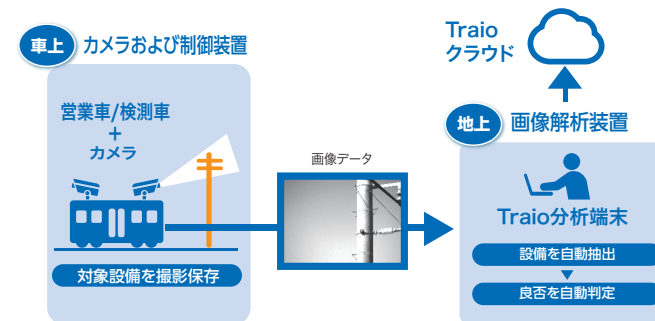 車上 カメラおよび制御装置
営業車/検測車
+
カメラ
対象設備を撮影保存
画像データ
Traio
クラウド
地上 画像解析装置
Traio分析端末
設備を自動抽出
良否を自動判定